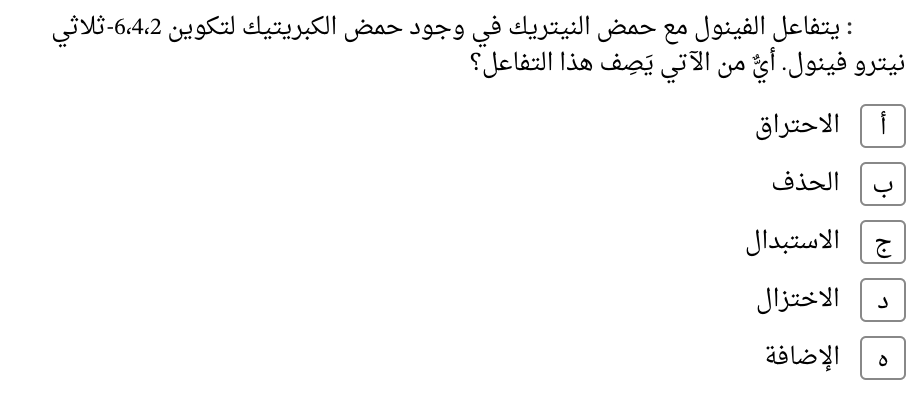 : يتفاعل الفينول مع حمض النيتريك في وجود حمض الكبريتيك لتكوين 6،4،2-ثلاثي
نيترو فينول. أيٌّ من الآتي يَصِف هذا التفاعل؟
أ الاحتراق
ب الحذف
ج الاستبدال
د الاختزال
ه الإضافة